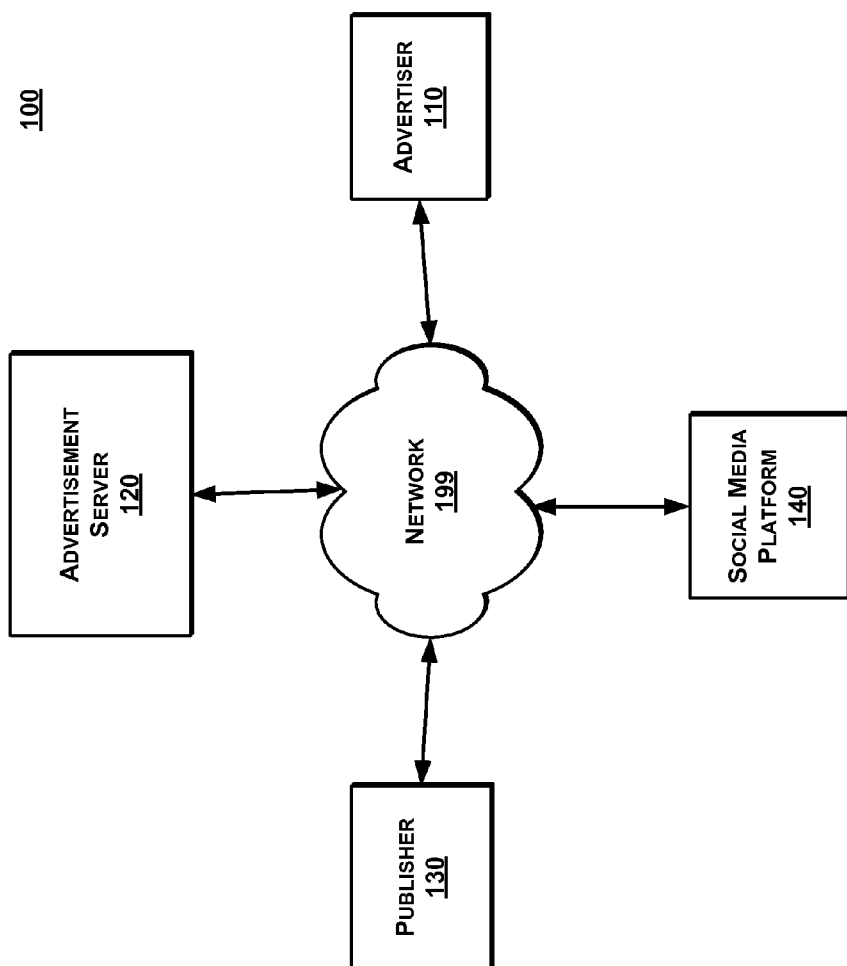 100
ADVERTISEMENT
SERVER
120
PUBLISHER
130
NETWORK
199
ADVERTISER
110
SOCIAL MEDIA
PLATFORM
140